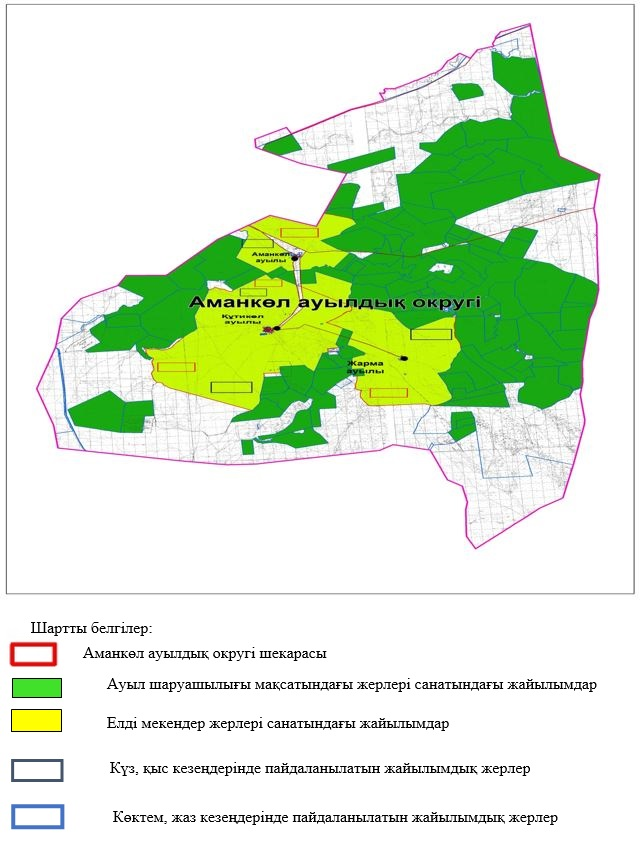 Аманкөл
ауылы
Аманкөл ауылдық округі
Құтикөл
ауылы
Жарма
ауылы
Шартты белгілер:
Аманкөл ауылдық округі шекарасы
Ауыл шаруашылығы мақсатындағы жерлері санатындағы жайылымдар
Елді мекендер жерлері санатындағы жайылымдар
Күз, қыс кезеңдерінде пайдаланылатын жайылымдық жерлер
Көктем, жаз кезеңдерінде пайдаланылатын жайылымдық жерлер